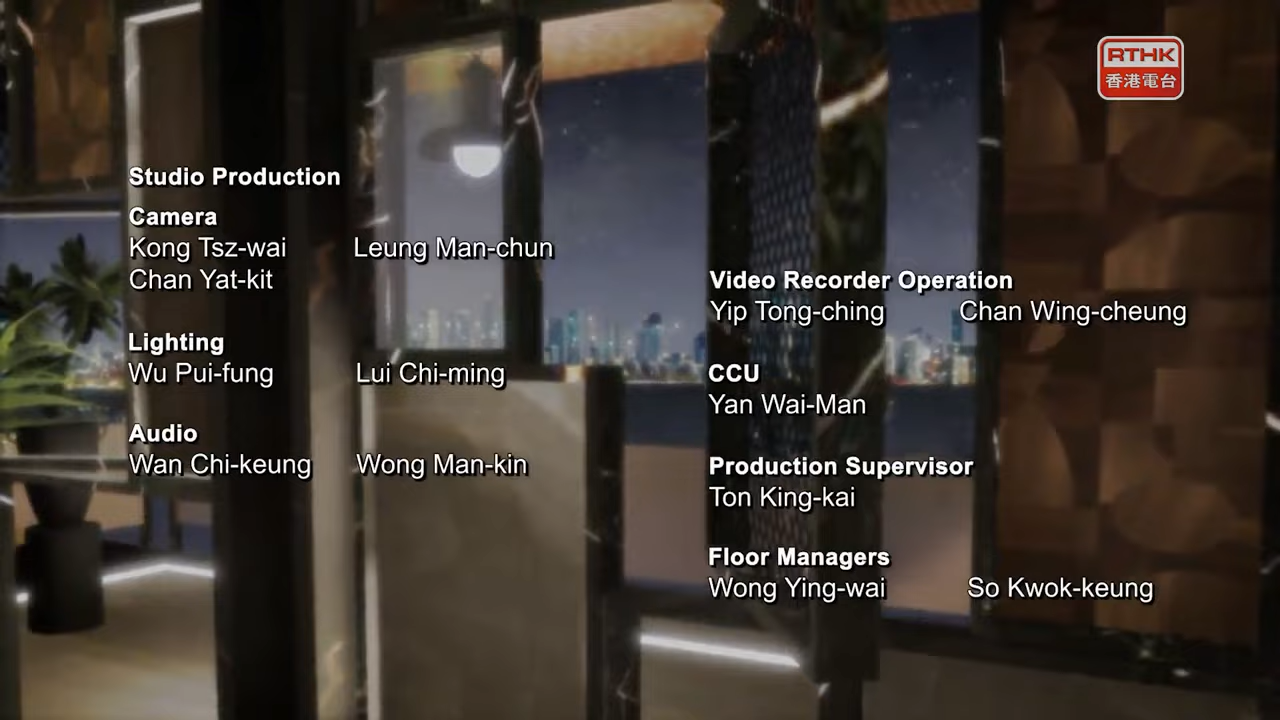 RTHK
香港電台
Studio Production
Camera
Kong Tsz-wai Leung Man-chun
Chan Yat-kit
Lighting
Wu Pui-fung Lui Chi-ming
Audio
Wan Chi-keung Wong Man-kin
Video Recorder Operation
Yip Tong-ching Chan Wing-cheung
CCU
Yan Wai-Man
Production Supervisor
Ton King-kai
Floor Managers
Wong Ying-wai So Kwok-keung